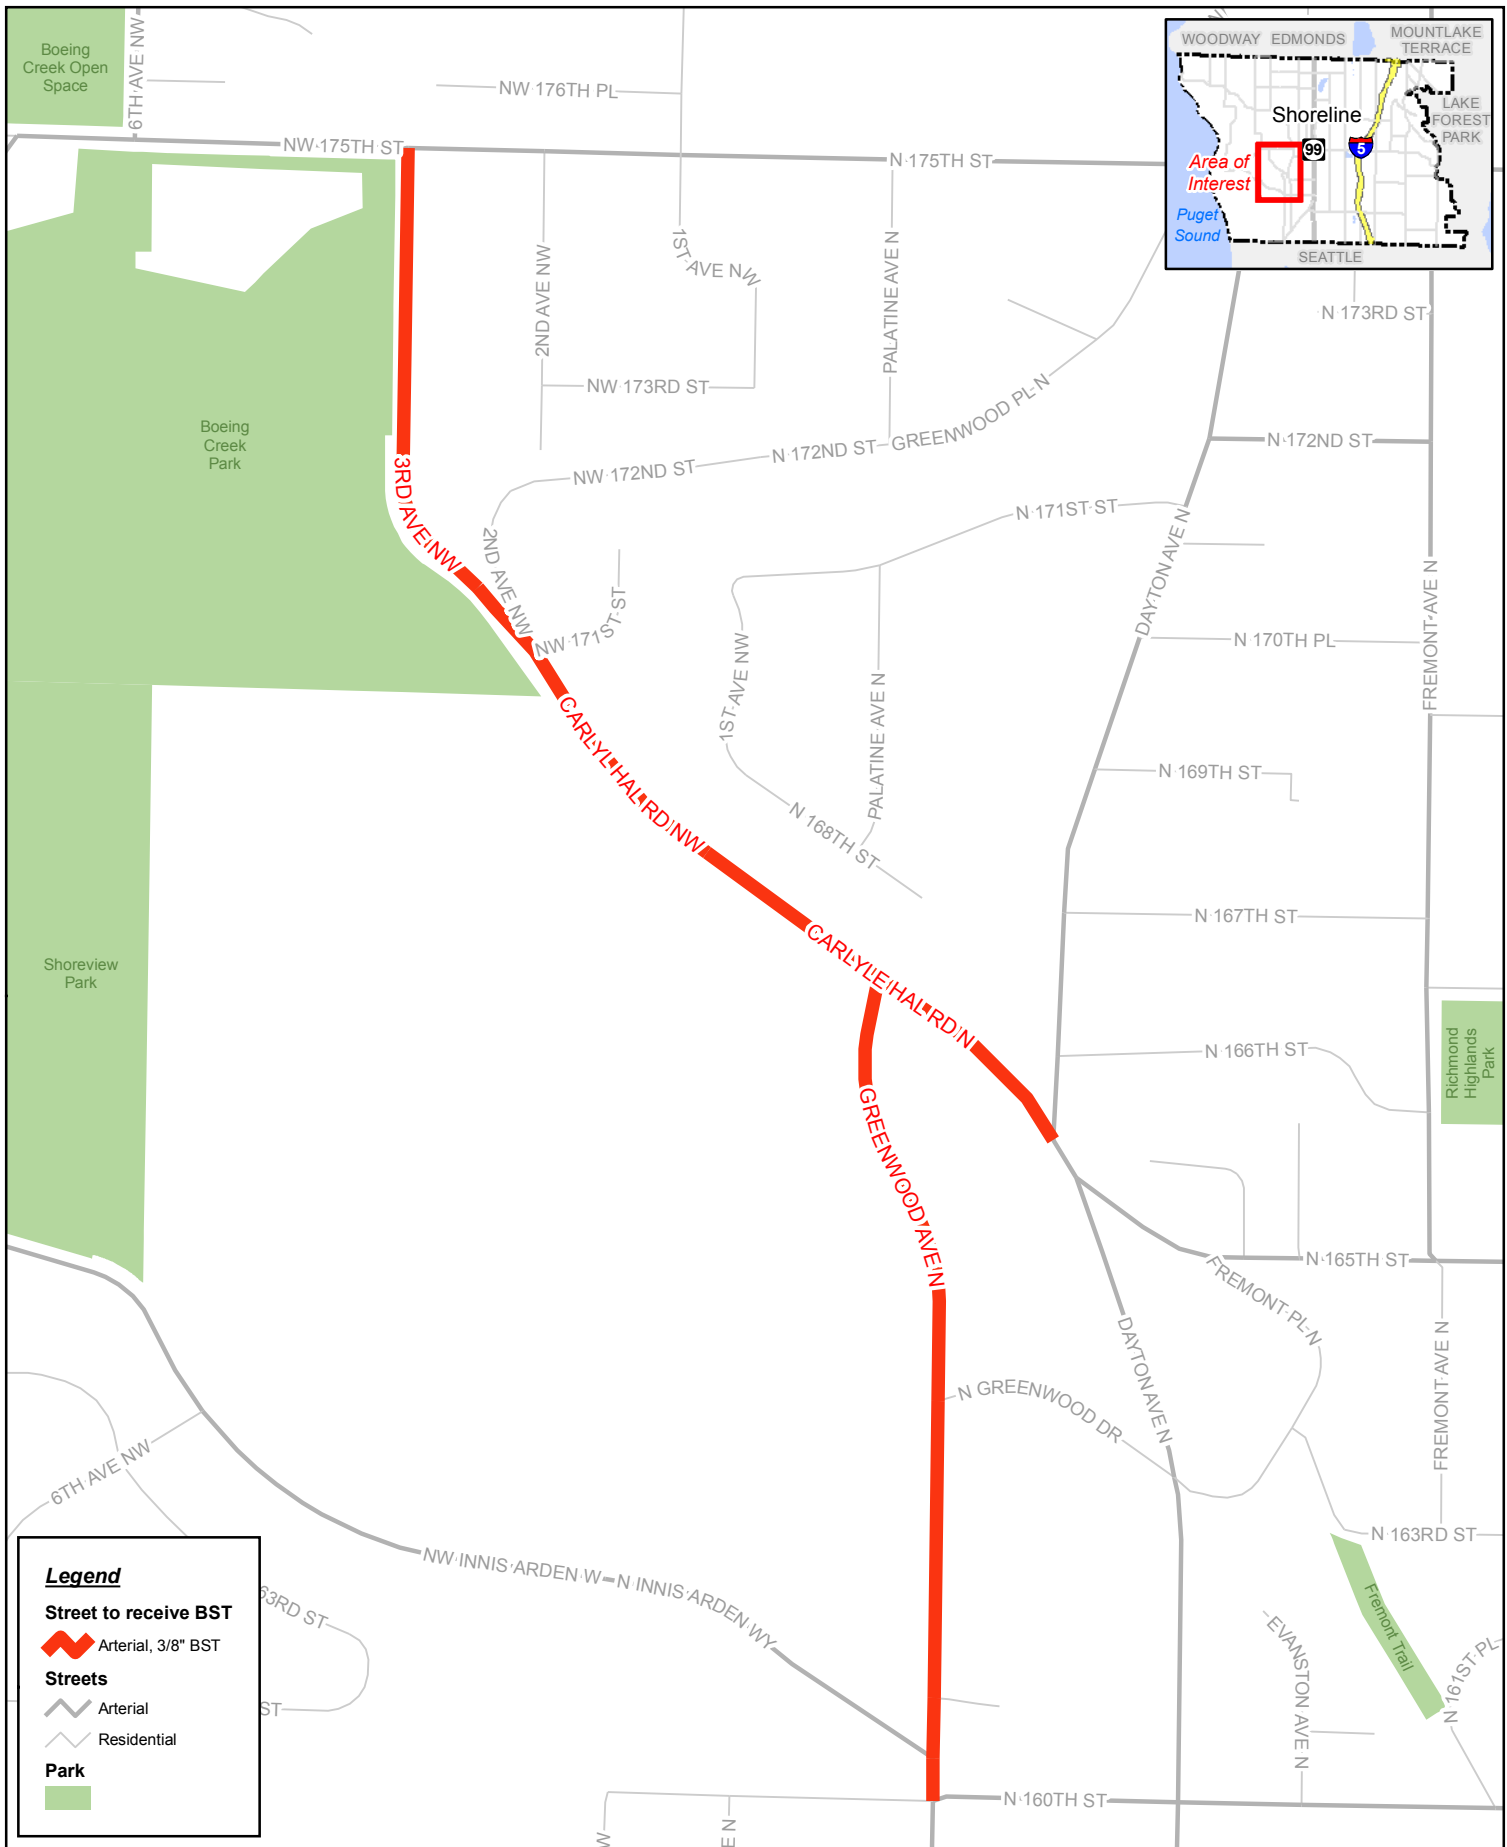 Boeing
Creek Open
Space
6TH AVE NW
NW 176TH PL
NW 175TH ST
N 175TH ST
WOODWAY
EDMONDS
MOUNTLAKE
TERRACE
Shoreline
LAKE
FOREST
PARK
99
5
Area of
Interest
Puget
Sound
SEATTLE
2ND AVE NW
1ST AVE NW
PALATINE AVE N
N 173RD ST
NW 173RD ST
GREENWOOD PL N
Boeing
Creek
Park
NW 172ND ST
N 172ND ST
N 172ND ST
3RD AVE NW
2ND AVE NW
N 171ST ST
NW 171ST ST
DAYTON AVE N
FREMONT AVE N
N 170TH PL
1ST AVE NW
PALATINE AVE N
CARLYL HAL RD NW
N 169TH ST
N 168TH ST
N 167TH ST
Shoreview
Park
CARLYLE HAL RD N
N 166TH ST
Richmond
Highlands
Park
GREENWOOD AVE N
N 165TH ST
FREMONT PL N
DAYTON AVE N
FREMONT AVE N
N GREENWOOD DR
6TH AVE NW
N 163RD ST
NW INNIS ARDEN W
N INNIS ARDEN WY
Fremont Trail
EVANSTON AVE N
N 161ST PL
63RD ST
ST
N 160TH ST
W
E N
Legend
Street to receive BST
Arterial, 3/8" BST
Streets
Arterial
Residential
Park